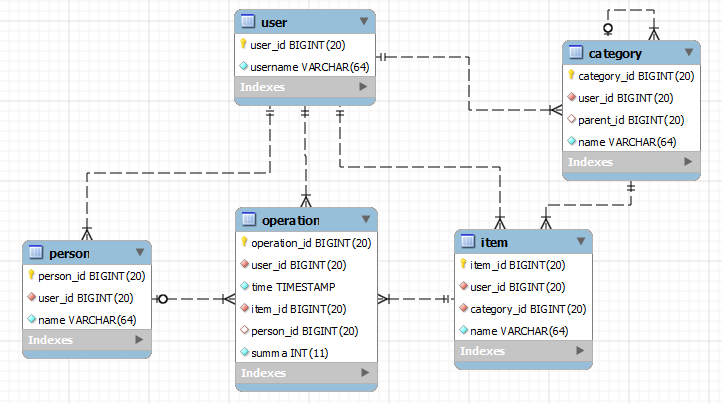 user
user_id BIGINT(20)
username VARCHAR(64)
Indexes
category
category_id BIGINT(20)
user_id BIGINT(20)
parent_id BIGINT(20)
name VARCHAR(64)
Indexes
person
person_id BIGINT(20)
user_id BIGINT(20)
name VARCHAR(64)
Indexes
operation
operation_id BIGINT(20)
user_id BIGINT(20)
time TIMESTAMP
item_id BIGINT(20)
person_id BIGINT(20)
summa INT(11)
Indexes
item
item_id BIGINT(20)
user_id BIGINT(20)
category_id BIGINT(20)
name VARCHAR(64)
Indexes